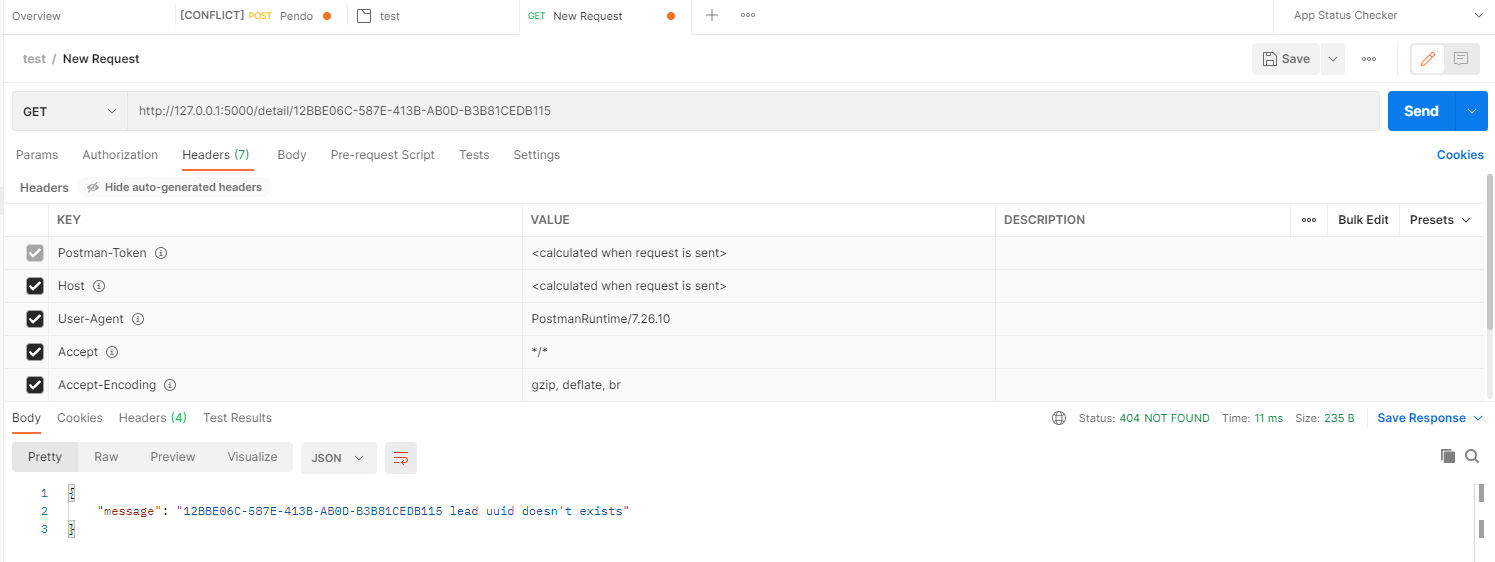 Overview [CONFLICT] POST Pendo test GET New Request App Status Checker
test / New Request Save
GET http://127.0.0.1:5000/detail/12BBE06C-587E-413B-AB0D-B3B81CEDB115 Send
Params Authorization Headers (7) Body Pre-request Script Tests Settings Cookies
Headers Hide auto-generated headers
KEY VALUE DESCRIPTION Bulk Edit Presets
Postman-Token <calculated when request is sent>
Host <calculated when request is sent>
User-Agent PostmanRuntime/7.26.10
Accept */*
Accept-Encoding gzip, deflate, br
Body Cookies Headers (4) Test Results Status: 404 NOT FOUND Time: 11 ms Size: 235 B Save Response
Pretty Raw Preview Visualize JSON
1 {
2 "message": "12BBE06C-587E-413B-AB0D-B3B81CEDB115 lead uuid doesn't exists"
3 }